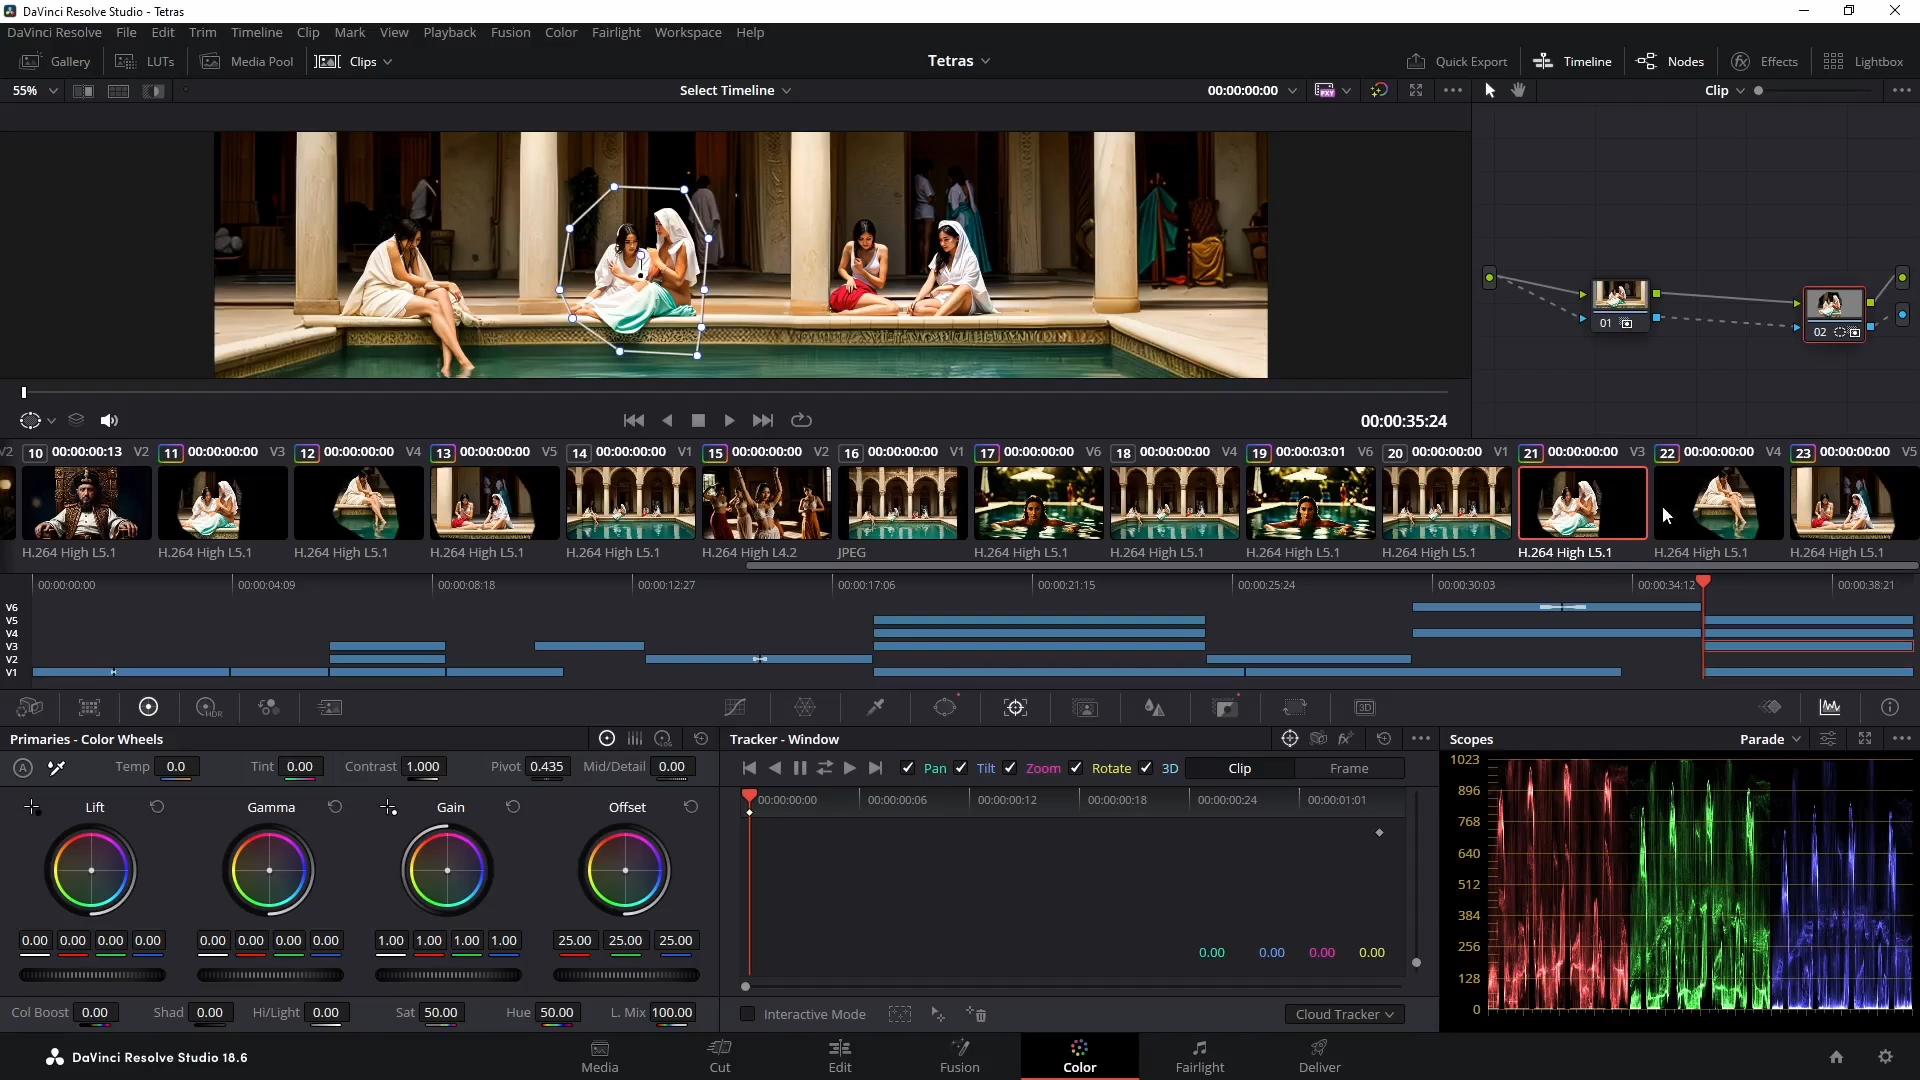 DaVinci Resolve Studio - Tetras
DaVinci Resolve File Edit Trim Timeline Clip Mark View Playback Fusion Color Fairlight Workspace Help
Gallery LUTs Media Pool Clips Tetras Quick Export Timeline Nodes Effects Lightbox
55% Select Timeline 00:00:00:00 Clip
01
02
00:00:35:24
V2 10 00:00:00:13 V2 11 00:00:00:00 V3 12 00:00:00:00 V4 13 00:00:00:00 V5 14 00:00:00:00 V1 15 00:00:00:00 V2 16 00:00:00:00 V1 17 00:00:00:00 V6 18 00:00:00:00 V4 19 00:00:03:01 V6 20 00:00:00:00 V1 21 00:00:00:00 V3 22 00:00:00:00 V4 23 00:00:00:00 V5
H.264 High L5.1 H.264 High L5.1 H.264 High L5.1 H.264 High L5.1 H.264 High L5.1 H.264 High L4.2 JPEG H.264 High L5.1 H.264 High L5.1 H.264 High L5.1 H.264 High L5.1 H.264 High L5.1 H.264 High L5.1 H.264 High L5.1
00:00:00:00 00:00:04:09 00:00:08:18 00:00:12:27 00:00:17:06 00:00:21:15 00:00:25:24 00:00:30:03 00:00:34:12 00:00:38:21
V6
V5
V4
V3
V2
V1
HDR 3D
Primaries - Color Wheels LOG
A Temp 0.0 Tint 0.00 Contrast 1.000 Pivot 0.435 Mid/Detail 0.00
Lift Gamma Gain Offset
0.00 0.00 0.00 0.00 0.00 0.00 0.00 0.00 1.00 1.00 1.00 1.00 25.00 25.00 25.00
Col Boost 0.00 Shad 0.00 Hi/Light 0.00 Sat 50.00 Hue 50.00 L. Mix 100.00
Tracker - Window
Pan Tilt Zoom Rotate 3D Clip Frame
00:00:00:00 00:00:00:06 00:00:00:12 00:00:00:18 00:00:00:24 00:00:01:01
0.00 0.00 0.00 0.00
Interactive Mode Cloud Tracker
Scopes Parade
1023
896
768
640
512
384
256
128
0
DaVinci Resolve Studio 18.6
Media Cut Edit Fusion Color Fairlight Deliver